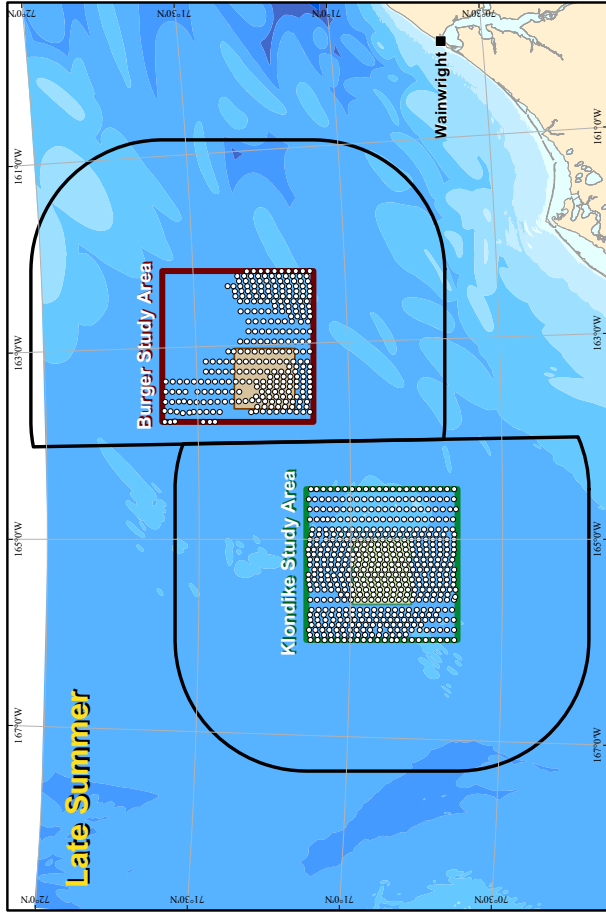 167°0'W 165°0'W 163°0'W 161°0'W
72°0'N 72°0'N
Late Summer
Burger Study Area
71°30'N 71°30'N
Klondike Study Area
71°0'N 71°0'N
Wainwright
70°30'N 70°30'N
167°0'W 165°0'W 163°0'W 161°0'W